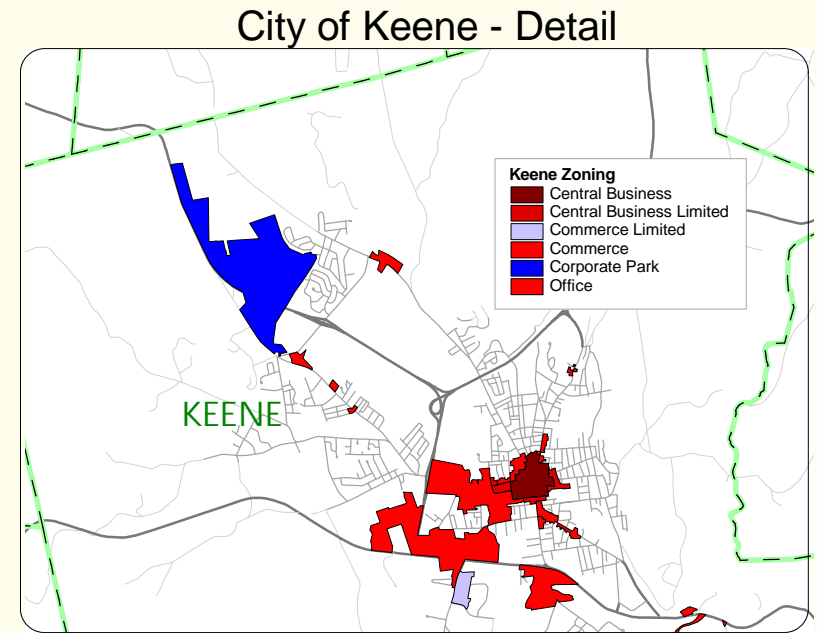 City of Keene - Detail
Keene Zoning
Central Business
Central Business Limited
Commerce Limited
Commerce
Corporate Park
Office
KEENE